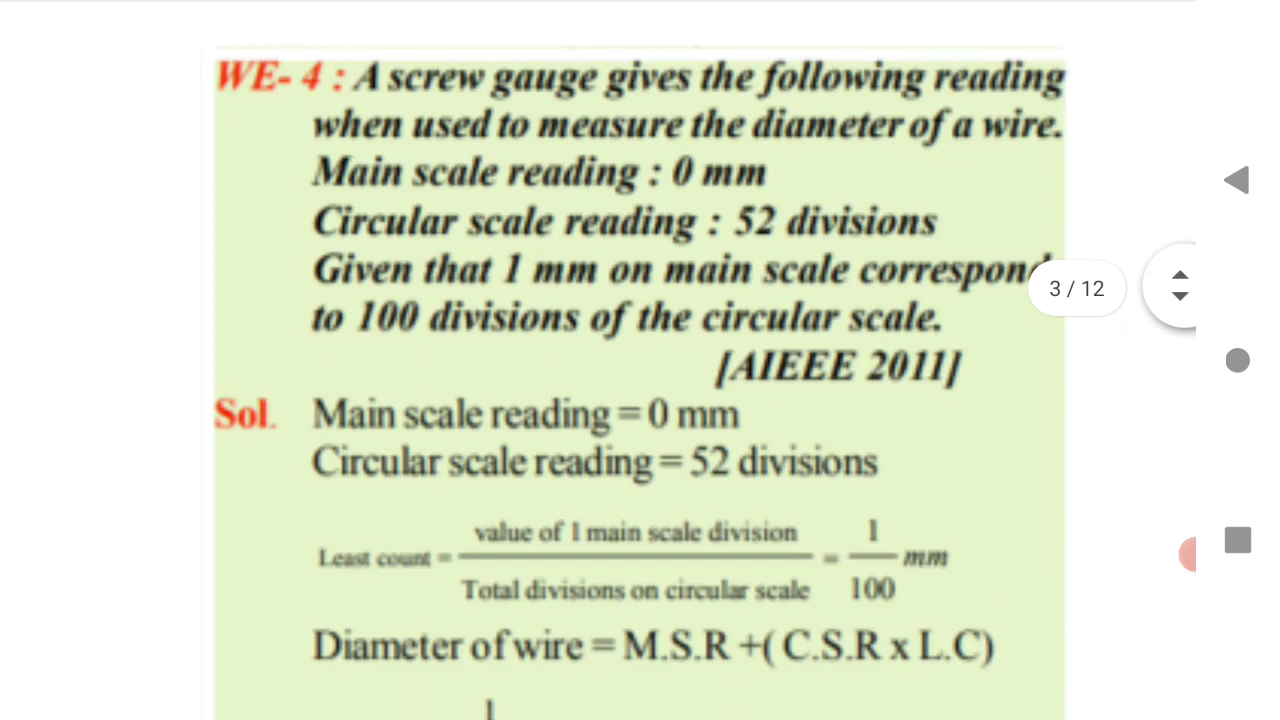 WE- 4 : A screw gauge gives the following reading
when used to measure the diameter of a wire.
Main scale reading : 0 mm
Circular scale reading : 52 divisions
Given that 1 mm on main scale correspond
3 / 12
to 100 divisions of the circular scale.
[AIEEE 2011]
Sol. Main scale reading = 0 mm
Circular scale reading = 52 divisions
Least count = value of 1 main scale division / Total divisions on circular scale = 1 / 100 mm
Diameter of wire = M.S.R +( C.S.R x L.C)
1